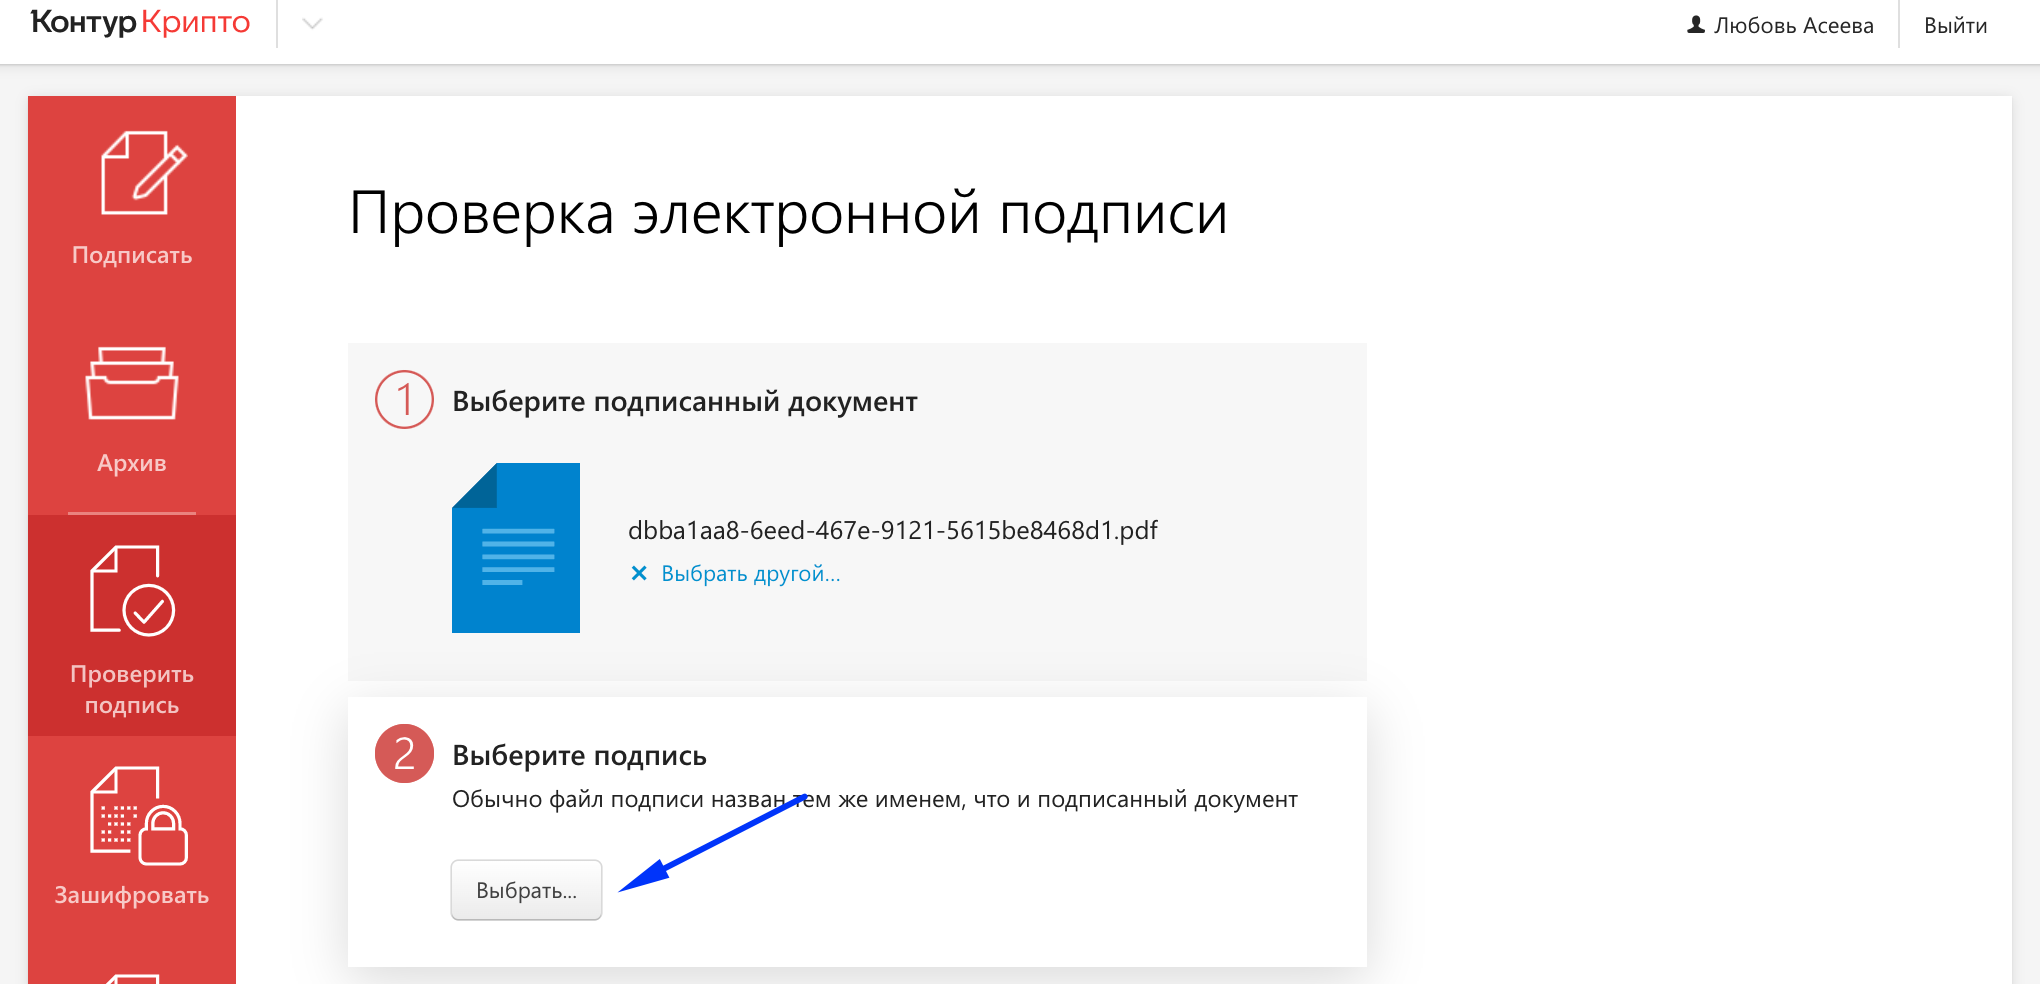 Контур Крипто
Любовь Асеева
Выйти
Подписать
Архив
Проверить
подпись
Зашифровать
Проверка электронной подписи
1 Выберите подписанный документ
dbba1aa8-6eed-467e-9121-5615be8468d1.pdf
Выбрать другой...
2 Выберите подпись
Обычно файл подписи назван тем же именем, что и подписанный документ
Выбрать...